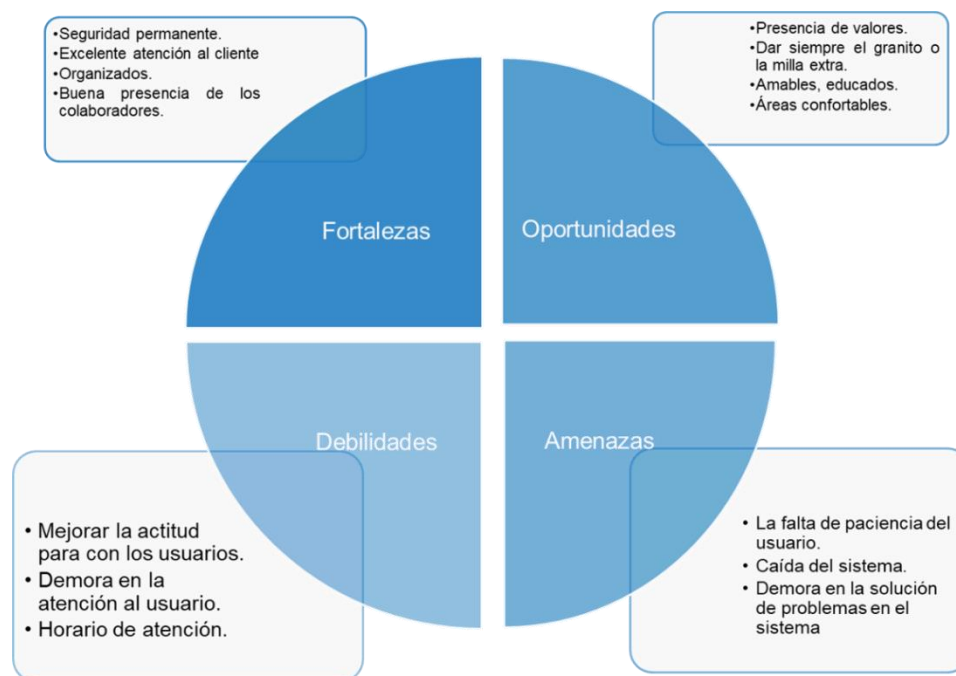 •Seguridad permanente.
•Excelente atención al cliente
•Organizados.
•Buena presencia de los
colaboradores.
•Presencia de valores.
•Dar siempre el granito o
la milla extra.
•Amables, educados.
•Áreas confortables.
Fortalezas
Oportunidades
Debilidades
Amenazas
• Mejorar la actitud
para con los usuarios.
• Demora en la
atención al usuario.
• Horario de atención.
• La falta de paciencia del
usuario.
• Caída del sistema.
• Demora en la solución
de problemas en el
sistema